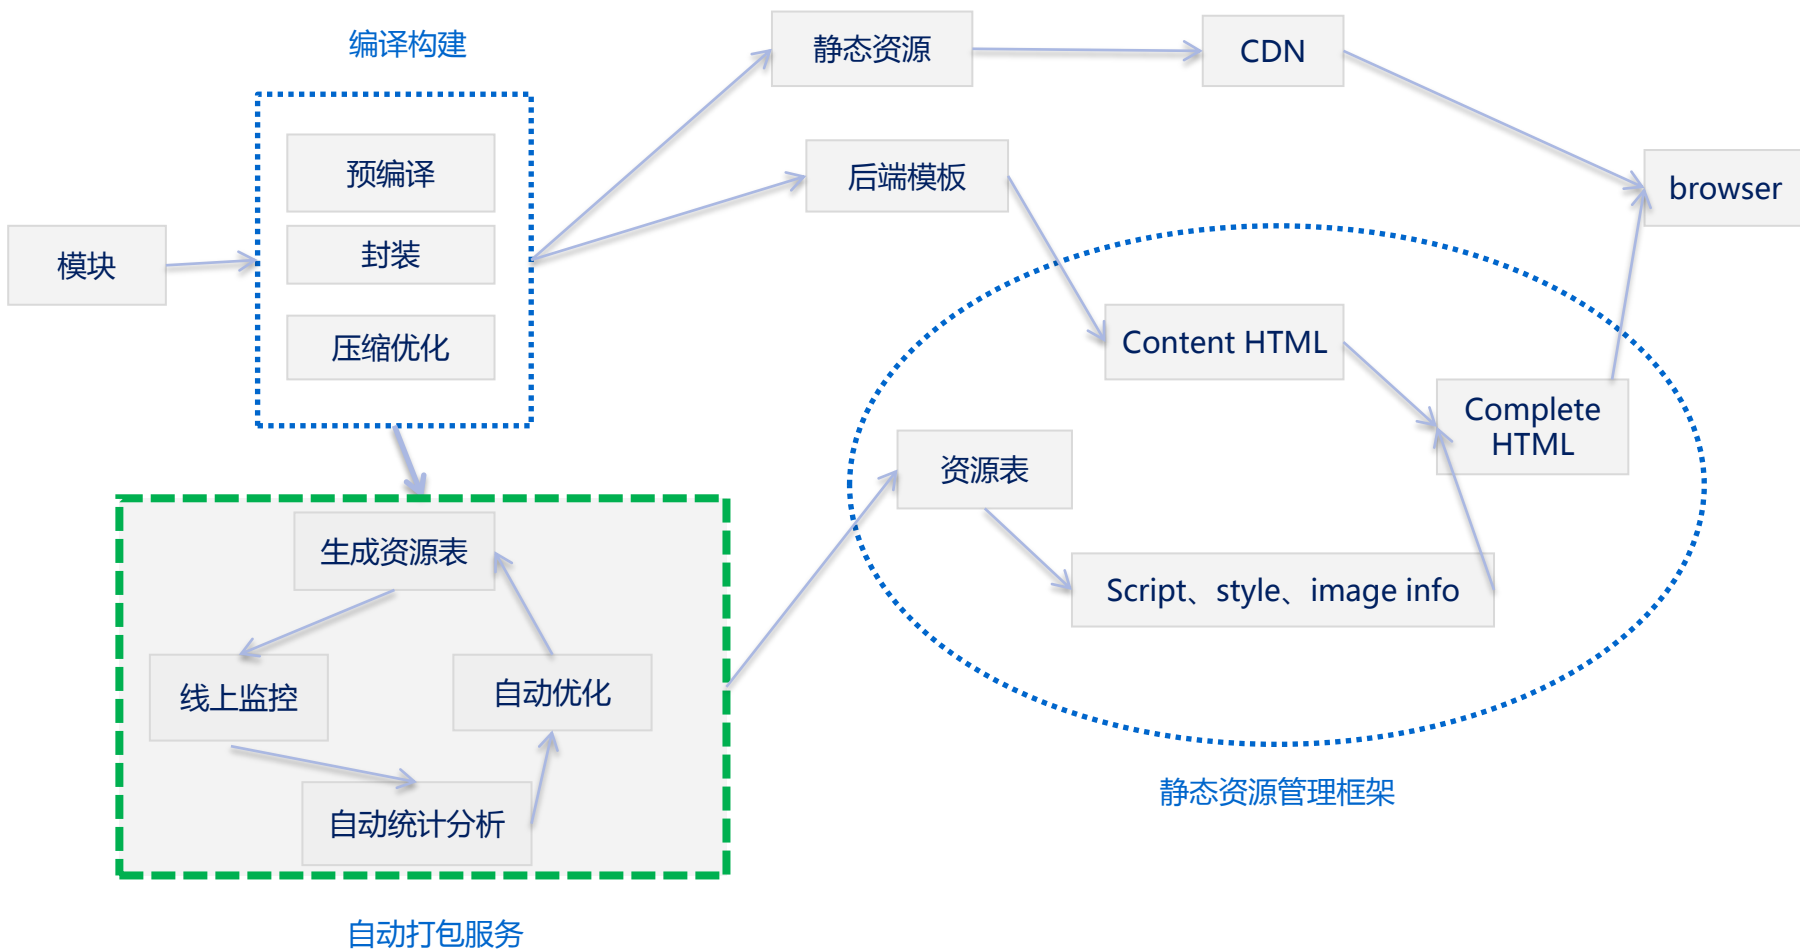 编译构建
静态资源
CDN
预编译
后端模板
browser
模块
封装
压缩优化
Content HTML
Complete
HTML
资源表
生成资源表
Script、style、image info
线上监控
自动优化
自动统计分析
静态资源管理框架
自动打包服务